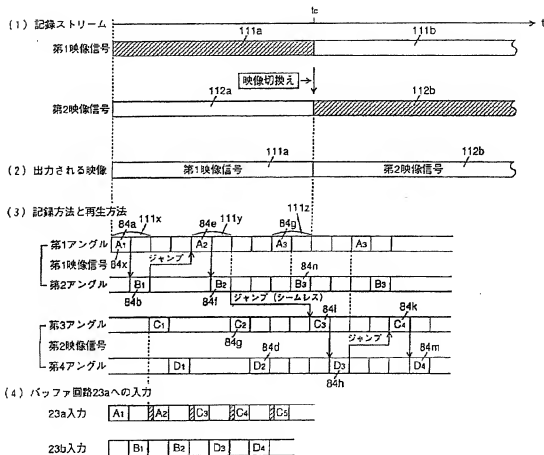 tc
(1) 記録ストリーム t
111a 111b
第1映像信号
映像切換え
112a 112b
第2映像信号
111a 112b
(2) 出力される映像 第1映像信号 第2映像信号
(3) 記録方法と再生方法
84a 111x 84e 111y 84g 111z
第1アングル A1 A2 A3 A3
第1映像信号 84x ジャンプ 84n
第2アングル B1 B2 B3 B3
84b 84f ジャンプ(シームレス) 84l 84k
第3アングル C1 C2 C3 C4
第2映像信号 84g 84d ジャンプ 84m
第4アングル D1 D2 D3 D4
84h
(4) バッファ回路23aへの入力
23a入力 A1 A2 C3 C4 C5
23b入力 B1 B2 D3 D4